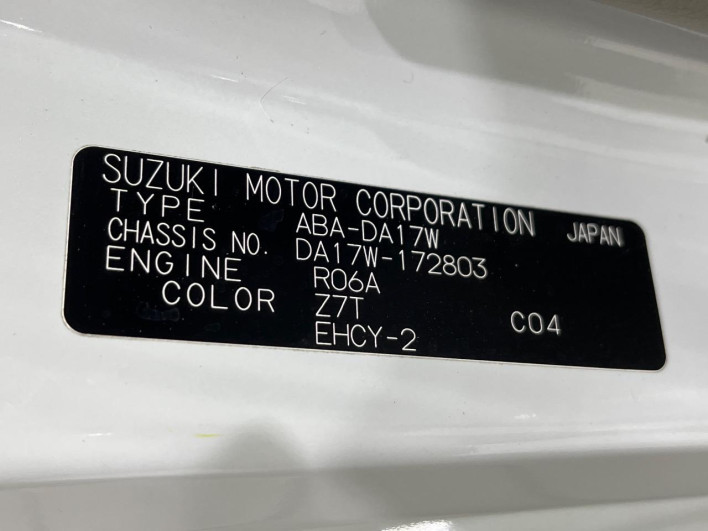 SUZUKI MOTOR CORPORATION JAPAN
TYPE ABA-DA17W
CHASSIS NO. DA17W-172803
ENGINE R06A
COLOR Z7T C04
EHCY-2